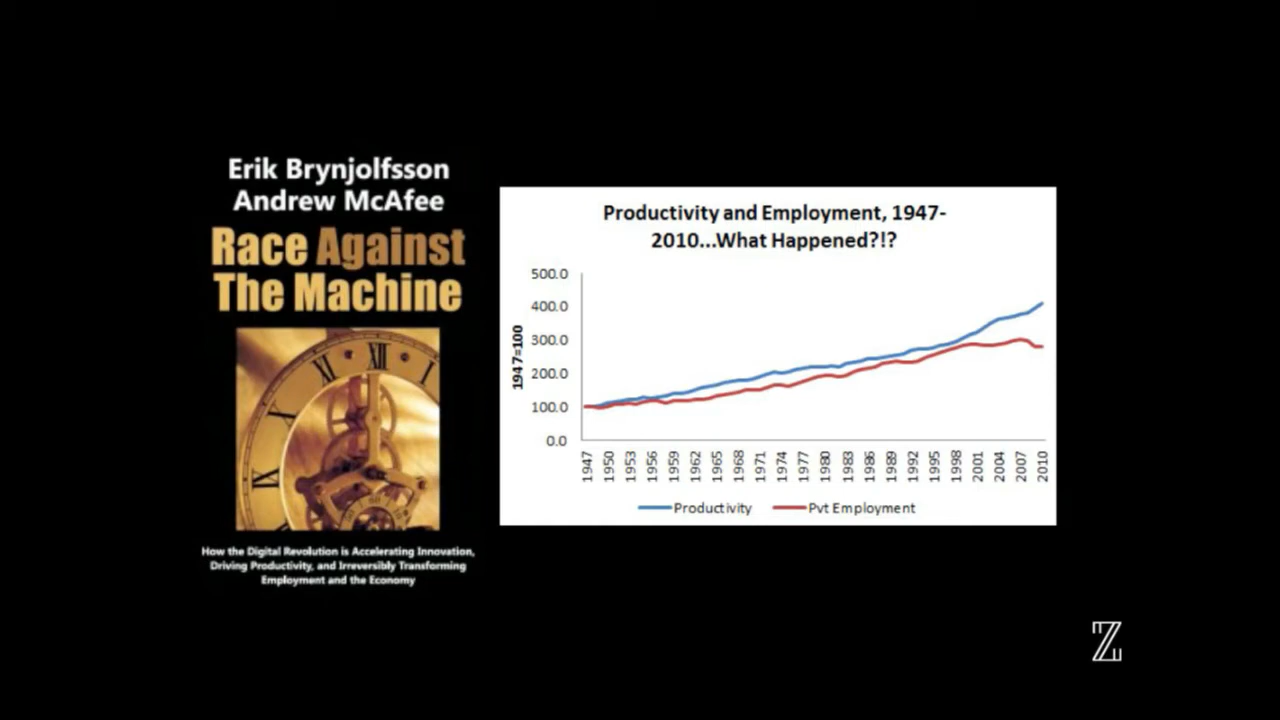 Erik Brynjolfsson
Andrew McAfee
Race Against
The Machine
XI XII I
X
IX
How the Digital Revolution is Accelerating Innovation,
Driving Productivity, and Irreversibly Transforming
Employment and the Economy
Productivity and Employment, 1947-
2010...What Happened?!?
1947=100
500.0
400.0
300.0
200.0
100.0
0.0
1947 1950 1953 1956 1959 1962 1965 1968 1971 1974 1977 1980 1983 1986 1989 1992 1995 1998 2001 2004 2007 2010
Productivity Pvt Employment
Z